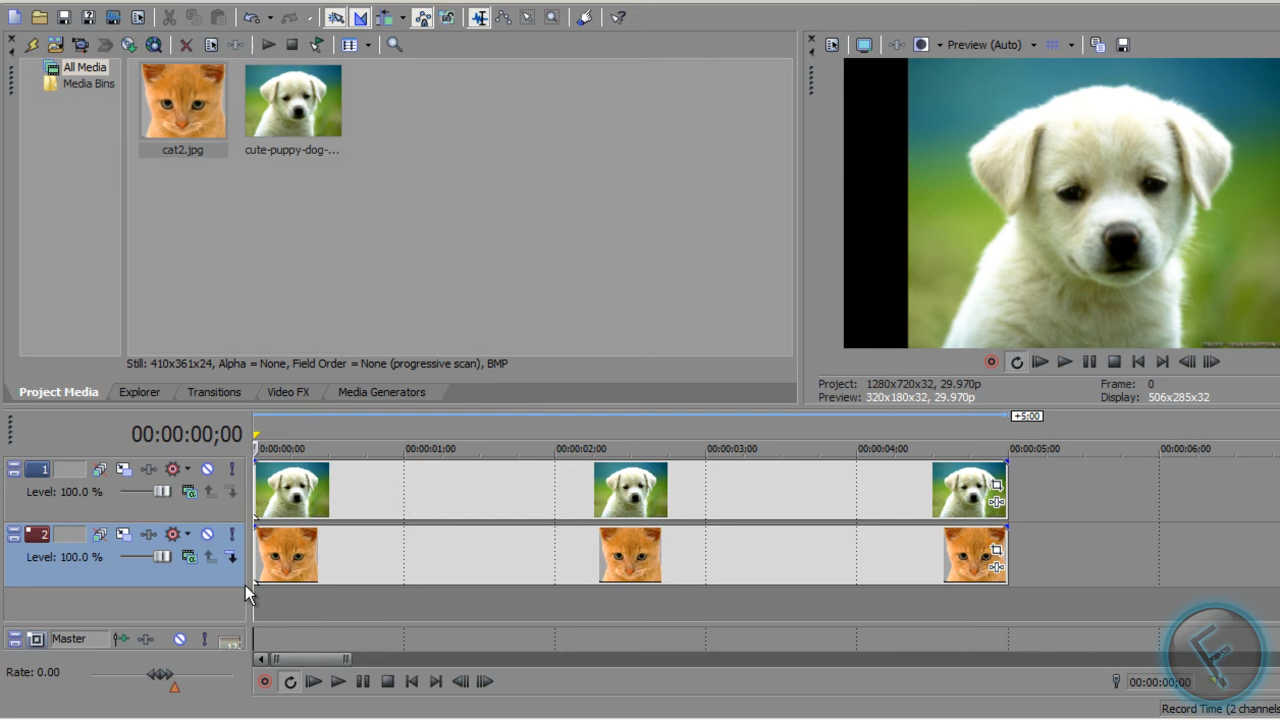 Preview (Auto)
All Media
Media Bins
cat2.jpg
cute-puppy-dog-...
Still: 410x361x24, Alpha = None, Field Order = None (progressive scan), BMP
Project Media
Explorer
Transitions
Video FX
Media Generators
Project: 1280x720x32, 29.970p
Frame: 0
Preview: 320x180x32, 29.970p
Display: 506x285x32
+5:00
00:00:00;00
0:00:00;00
00:00:01;00
00:00:02;00
00:00:03;00
00:00:04;00
00:00:05;00
00:00:06;00
1
Level: 100.0 %
2
Level: 100.0 %
Master
Rate: 0.00
00:00:00;00
Record Time (2 channels